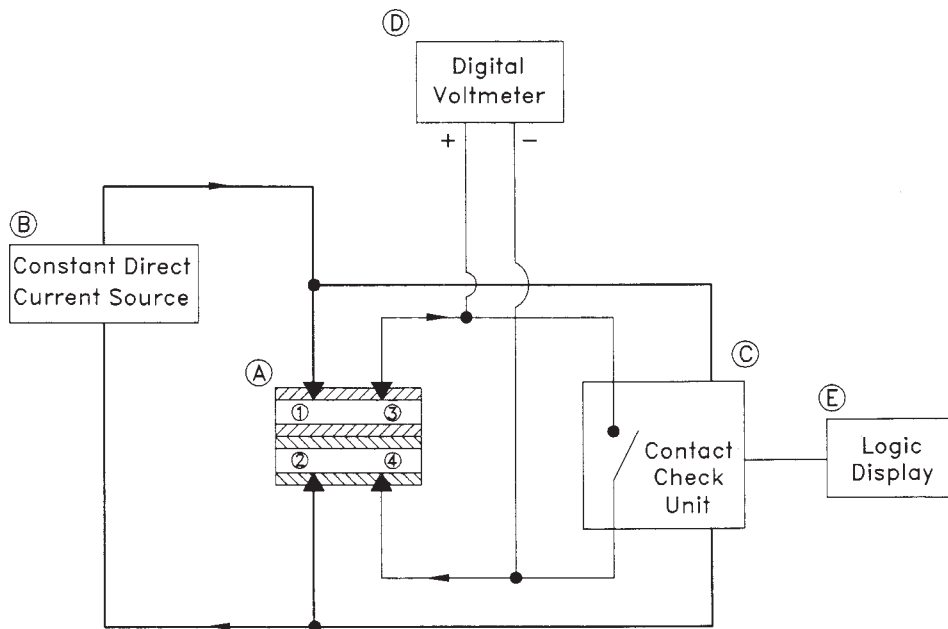 D
Digital
Voltmeter
+ −
B
Constant Direct
Current Source
C
A
E
1 3
Logic
Display
2 4
Contact
Check
Unit